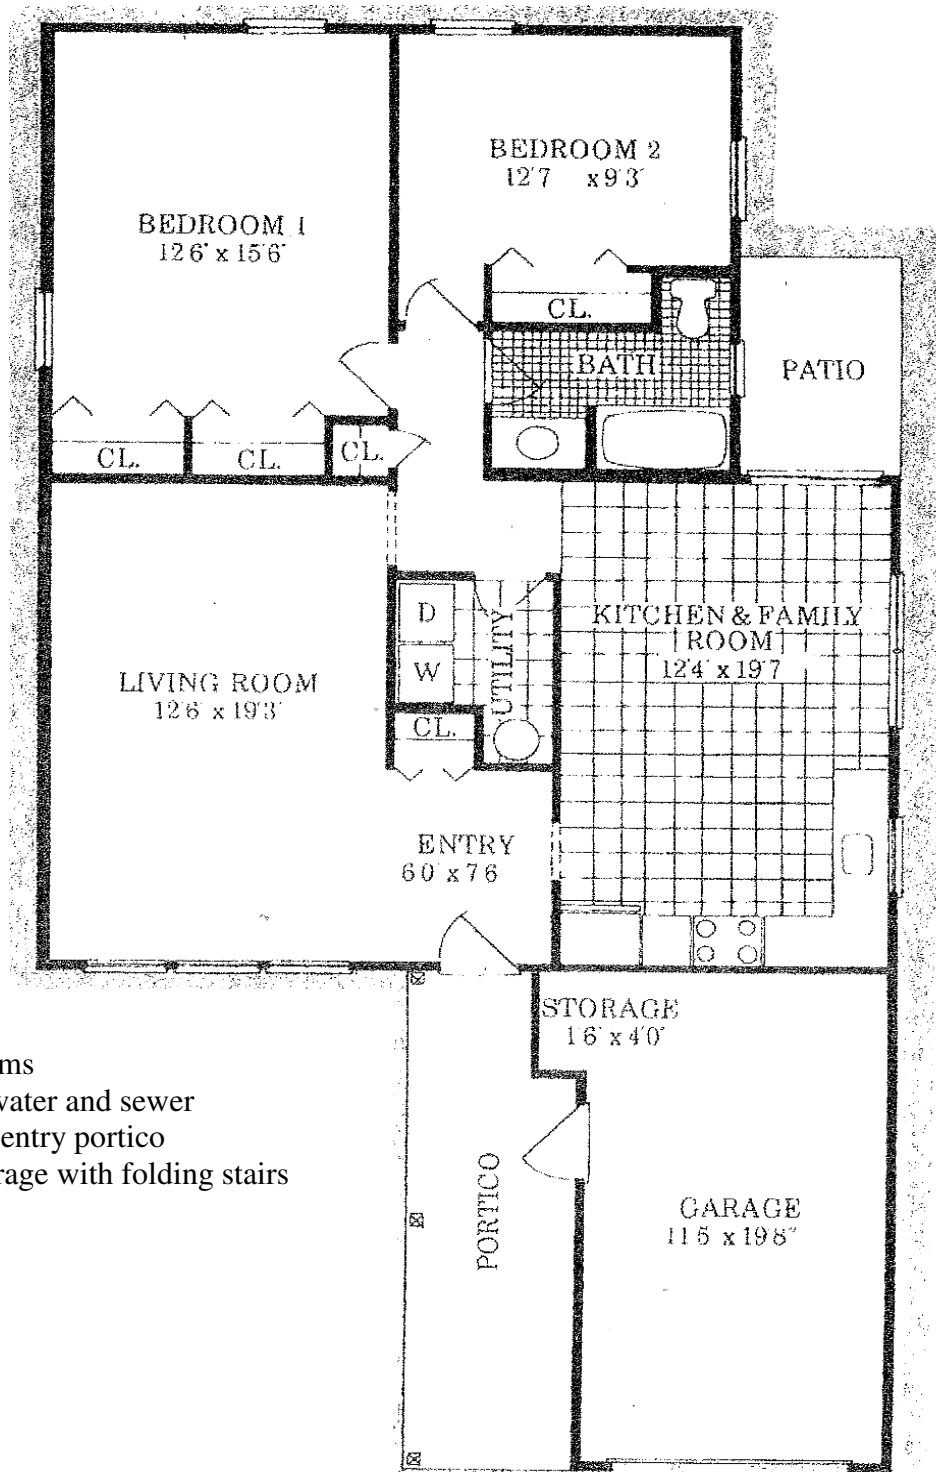 BEDROOM 2
12'7 x 9'3"
BEDROOM 1
12'6" x 15'6"
CL.
BATH
PATIO
CL.
CL.
CL.
D
W
UTILITY
KITCHEN & FAMILY
ROOM
12'4" x 19'7
LIVING ROOM
12'6 x 19'3"
CL.
ENTRY
6'0" x 7'6
STORAGE
1'6" x 4'0"
ms
water and sewer
entry portico
rage with folding stairs
PORTICO
GARAGE
11'5 x 19'8"